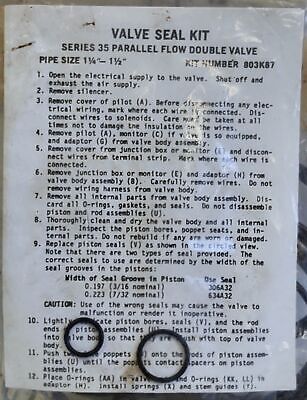 VALVE SEAL KIT
SERIES 35 PARALLEL FLOW DOUBLE VALVE
PIPE SIZE 1¼"- 1½" KIT NUMBER 803K87
1. Open the electrical supply to the valve. Shut off and
exhaust the air supply.
2. Remove silencer.
3. Remove cover of pilot (A). Before disconnecting any elec-
trical wiring, mark where each wire is connected. Discon-
nect wires to solenoids. Care must be taken at all
times not to damage the insulation on the wires.
4. Remove pilot (A), monitor (C) if valve is so equipped,
and adaptor (G) from valve body assembly.
5. Remove cover from junction box or monitor (E) and discon-
nect wires from terminal strip. Mark where each wire is
connected.
6. Remove junction box or monitor (E) and adaptor (H) from
valve body assembly (B). Carefully remove wires. Do not
remove wiring harness from valve body.
7. Remove all internal parts from valve body assembly. Dis-
card all O-rings, gaskets, and seals. Do not disassemble
piston and rod assemblies (U).
8. Thoroughly clean and dry the valve body and all internal
parts. Inspect the piston bores, poppet seats, and in-
ternal parts. Do not rebuild if any are worn or damaged.
9. Replace piston seals (V) as shown in the circled view.
Note that there are two types of seal provided. The
correct seals to use are determined by the width of the
seal grooves in the pistons:
Width of Seal Groove in Piston Use Seal
0.197 (3/16 nominal) 306A32
0.223 (7/32 nominal) 634A32
CAUTION: Use of the wrong seals may cause the valve to
malfunction or render it inoperative.
10. Lightly lubricate piston bores, seals (V), and the rod
ends of piston assemblies Install piston assemblies
into valve body so that they are flush with top of valve
body.
11. Push the poppets onto the rods of piston assem-
blies (U) until the poppets contact spacers on piston
assemblies.
12. Place O-rings (AA) in valve and O-rings (KK, LL) in
adaptor (H). Install springs (X) and stem guides